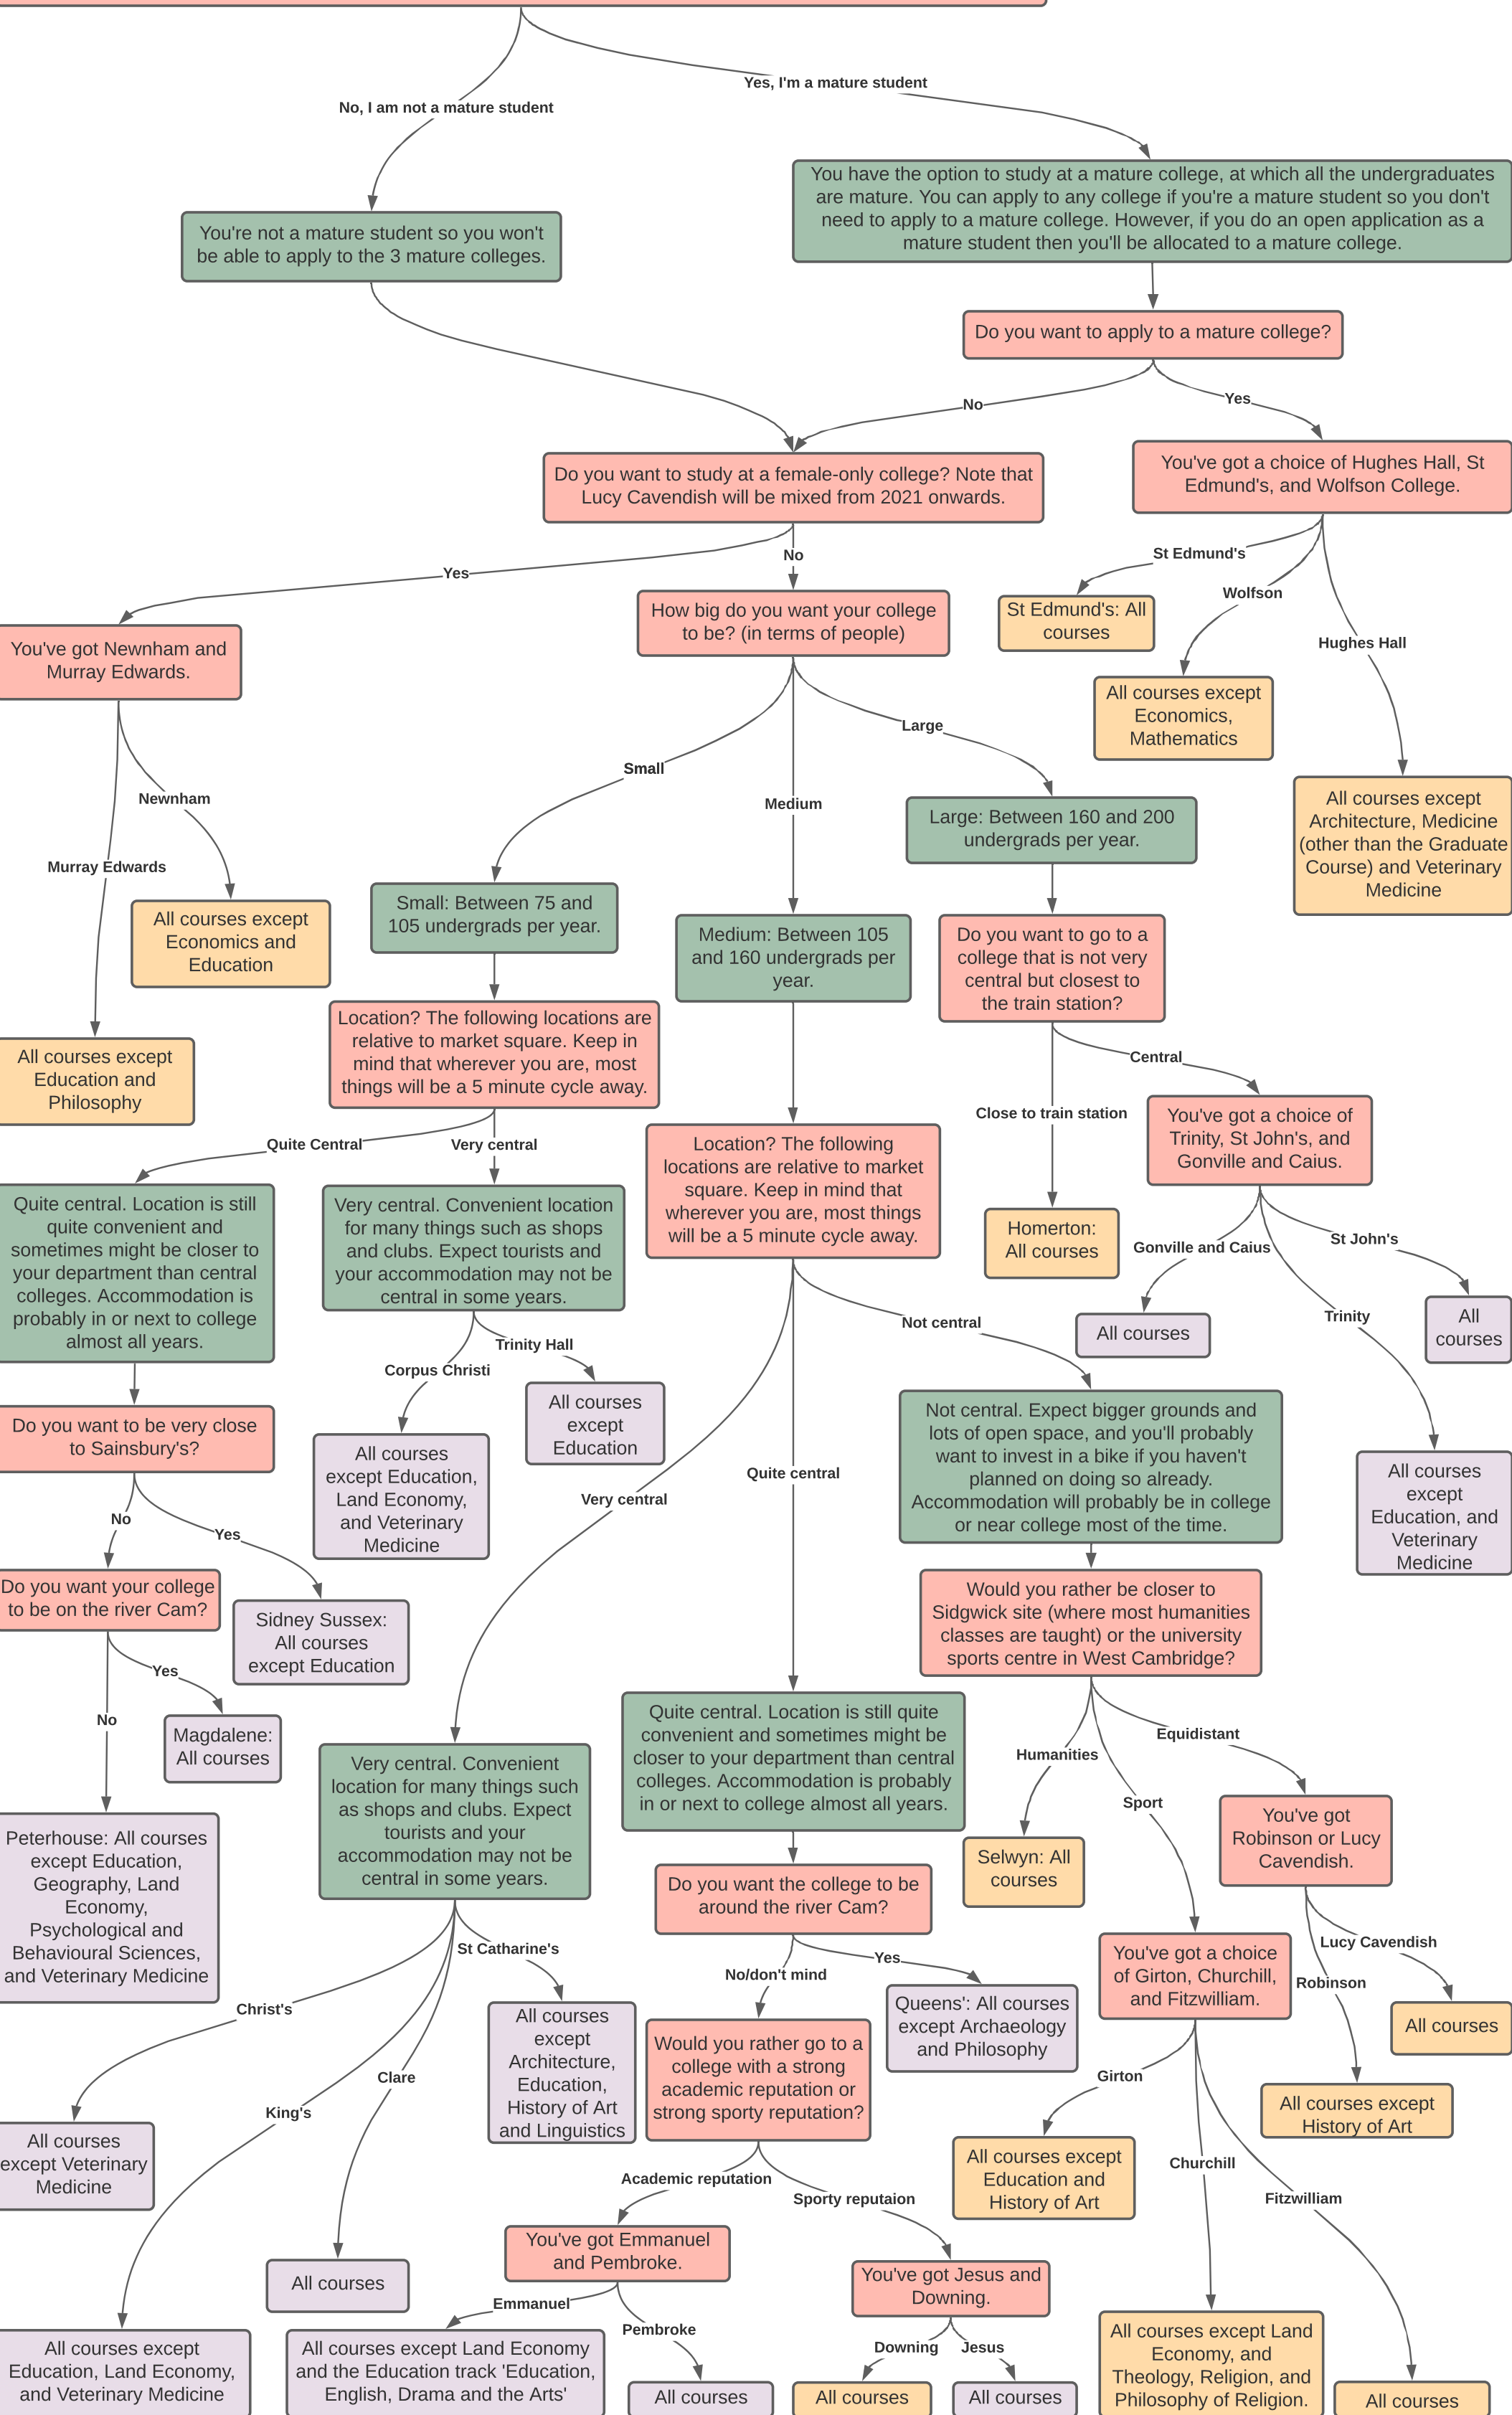 No, I am not a mature student
Yes, I'm a mature student
You have the option to study at a mature college, at which all the undergraduates
are mature. You can apply to any college if you're a mature student so you don't
need to apply to a mature college. However, if you do an open application as a
mature student then you'll be allocated to a mature college.
You're not a mature student so you won't
be able to apply to the 3 mature colleges.
Do you want to apply to a mature college?
No
Yes
Do you want to study at a female-only college? Note that
Lucy Cavendish will be mixed from 2021 onwards.
You've got a choice of Hughes Hall, St
Edmund's, and Wolfson College.
Yes
No
St Edmund's
Wolfson
Hughes Hall
St Edmund's: All
courses
All courses except
Economics,
Mathematics
All courses except
Architecture, Medicine
(other than the Graduate
Course) and Veterinary
Medicine
You've got Newnham and
Murray Edwards.
How big do you want your college
to be? (in terms of people)
Newnham
Murray Edwards
All courses except
Economics and
Education
All courses except
Education and
Philosophy
Small
Medium
Large
Small: Between 75 and
105 undergrads per year.
Medium: Between 105
and 160 undergrads per
year.
Large: Between 160 and 200
undergrads per year.
Do you want to go to a
college that is not very
central but closest to
the train station?
Central
Close to train station
You've got a choice of
Trinity, St John's, and
Gonville and Caius.
Homerton:
All courses
Gonville and Caius
St John's
Trinity
All courses
All
courses
All courses
except
Education, and
Veterinary
Medicine
Location? The following locations are
relative to market square. Keep in
mind that wherever you are, most
things will be a 5 minute cycle away.
Quite Central
Very central
Quite central. Location is still
quite convenient and
sometimes might be closer to
your department than central
colleges. Accommodation is
probably in or next to college
almost all years.
Very central. Convenient location
for many things such as shops
and clubs. Expect tourists and
your accommodation may not be
central in some years.
Corpus Christi
Trinity Hall
All courses
except Education,
Land Economy,
and Veterinary
Medicine
All courses
except
Education
Do you want to be very close
to Sainsbury's?
No
Yes
Do you want your college
to be on the river Cam?
Sidney Sussex:
All courses
except Education
Yes
No
Magdalene:
All courses
Peterhouse: All courses
except Education,
Geography, Land
Economy,
Psychological and
Behavioural Sciences,
and Veterinary Medicine
Location? The following
locations are relative to market
square. Keep in mind that
wherever you are, most things
will be a 5 minute cycle away.
Very central
Quite central
Not central
Not central. Expect bigger grounds and
lots of open space, and you'll probably
want to invest in a bike if you haven't
planned on doing so already.
Accommodation will probably be in college
or near college most of the time.
Would you rather be closer to
Sidgwick site (where most humanities
classes are taught) or the university
sports centre in West Cambridge?
Humanities
Sport
Equidistant
Selwyn: All
courses
You've got
Robinson or Lucy
Cavendish.
Lucy Cavendish
Robinson
All courses
All courses except
History of Art
You've got a choice
of Girton, Churchill,
and Fitzwilliam.
Girton
Churchill
Fitzwilliam
All courses except
Education and
History of Art
All courses except Land
Economy, and
Theology, Religion, and
Philosophy of Religion.
All courses
Very central. Convenient
location for many things such
as shops and clubs. Expect
tourists and your
accommodation may not be
central in some years.
St Catharine's
Christ's
Clare
King's
All courses
except
Architecture,
Education,
History of Art
and Linguistics
All courses
except Veterinary
Medicine
All courses
All courses except
Education, Land Economy,
and Veterinary Medicine
Quite central. Location is still quite
convenient and sometimes might be
closer to your department than central
colleges. Accommodation is probably
in or next to college almost all years.
Do you want the college to be
around the river Cam?
No/don't mind
Yes
Queens': All courses
except Archaeology
and Philosophy
Would you rather go to a
college with a strong
academic reputation or
strong sporty reputation?
Academic reputation
Sporty reputaion
You've got Emmanuel
and Pembroke.
You've got Jesus and
Downing.
Emmanuel
Pembroke
Downing
Jesus
All courses except Land Economy
and the Education track 'Education,
English, Drama and the Arts'
All courses
All courses
All courses